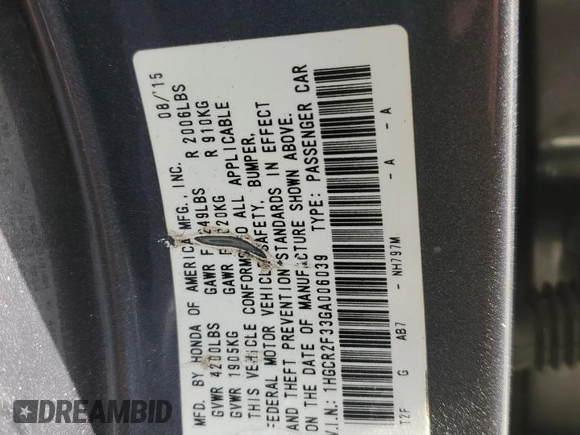 MFD. BY HONDA OF AMERICA MFG., INC. 08/15
GVWR 4200LBS GAWR F 49LBS R 2006LBS
GVWR 1905KG GAWR F 20KG R 910KG
THIS VEHICLE CONFORMS TO ALL APPLICABLE
FEDERAL MOTOR VEHICLE SAFETY, BUMPER,
AND THEFT PREVENTION STANDARDS IN EFFECT
ON THE DATE OF MANUFACTURE SHOWN ABOVE.
V.I.N.: 1HGCR2F33GA006039 TYPE: PASSENGER CAR
T2F G AB7 - NH797M - A - A
DREAMBID